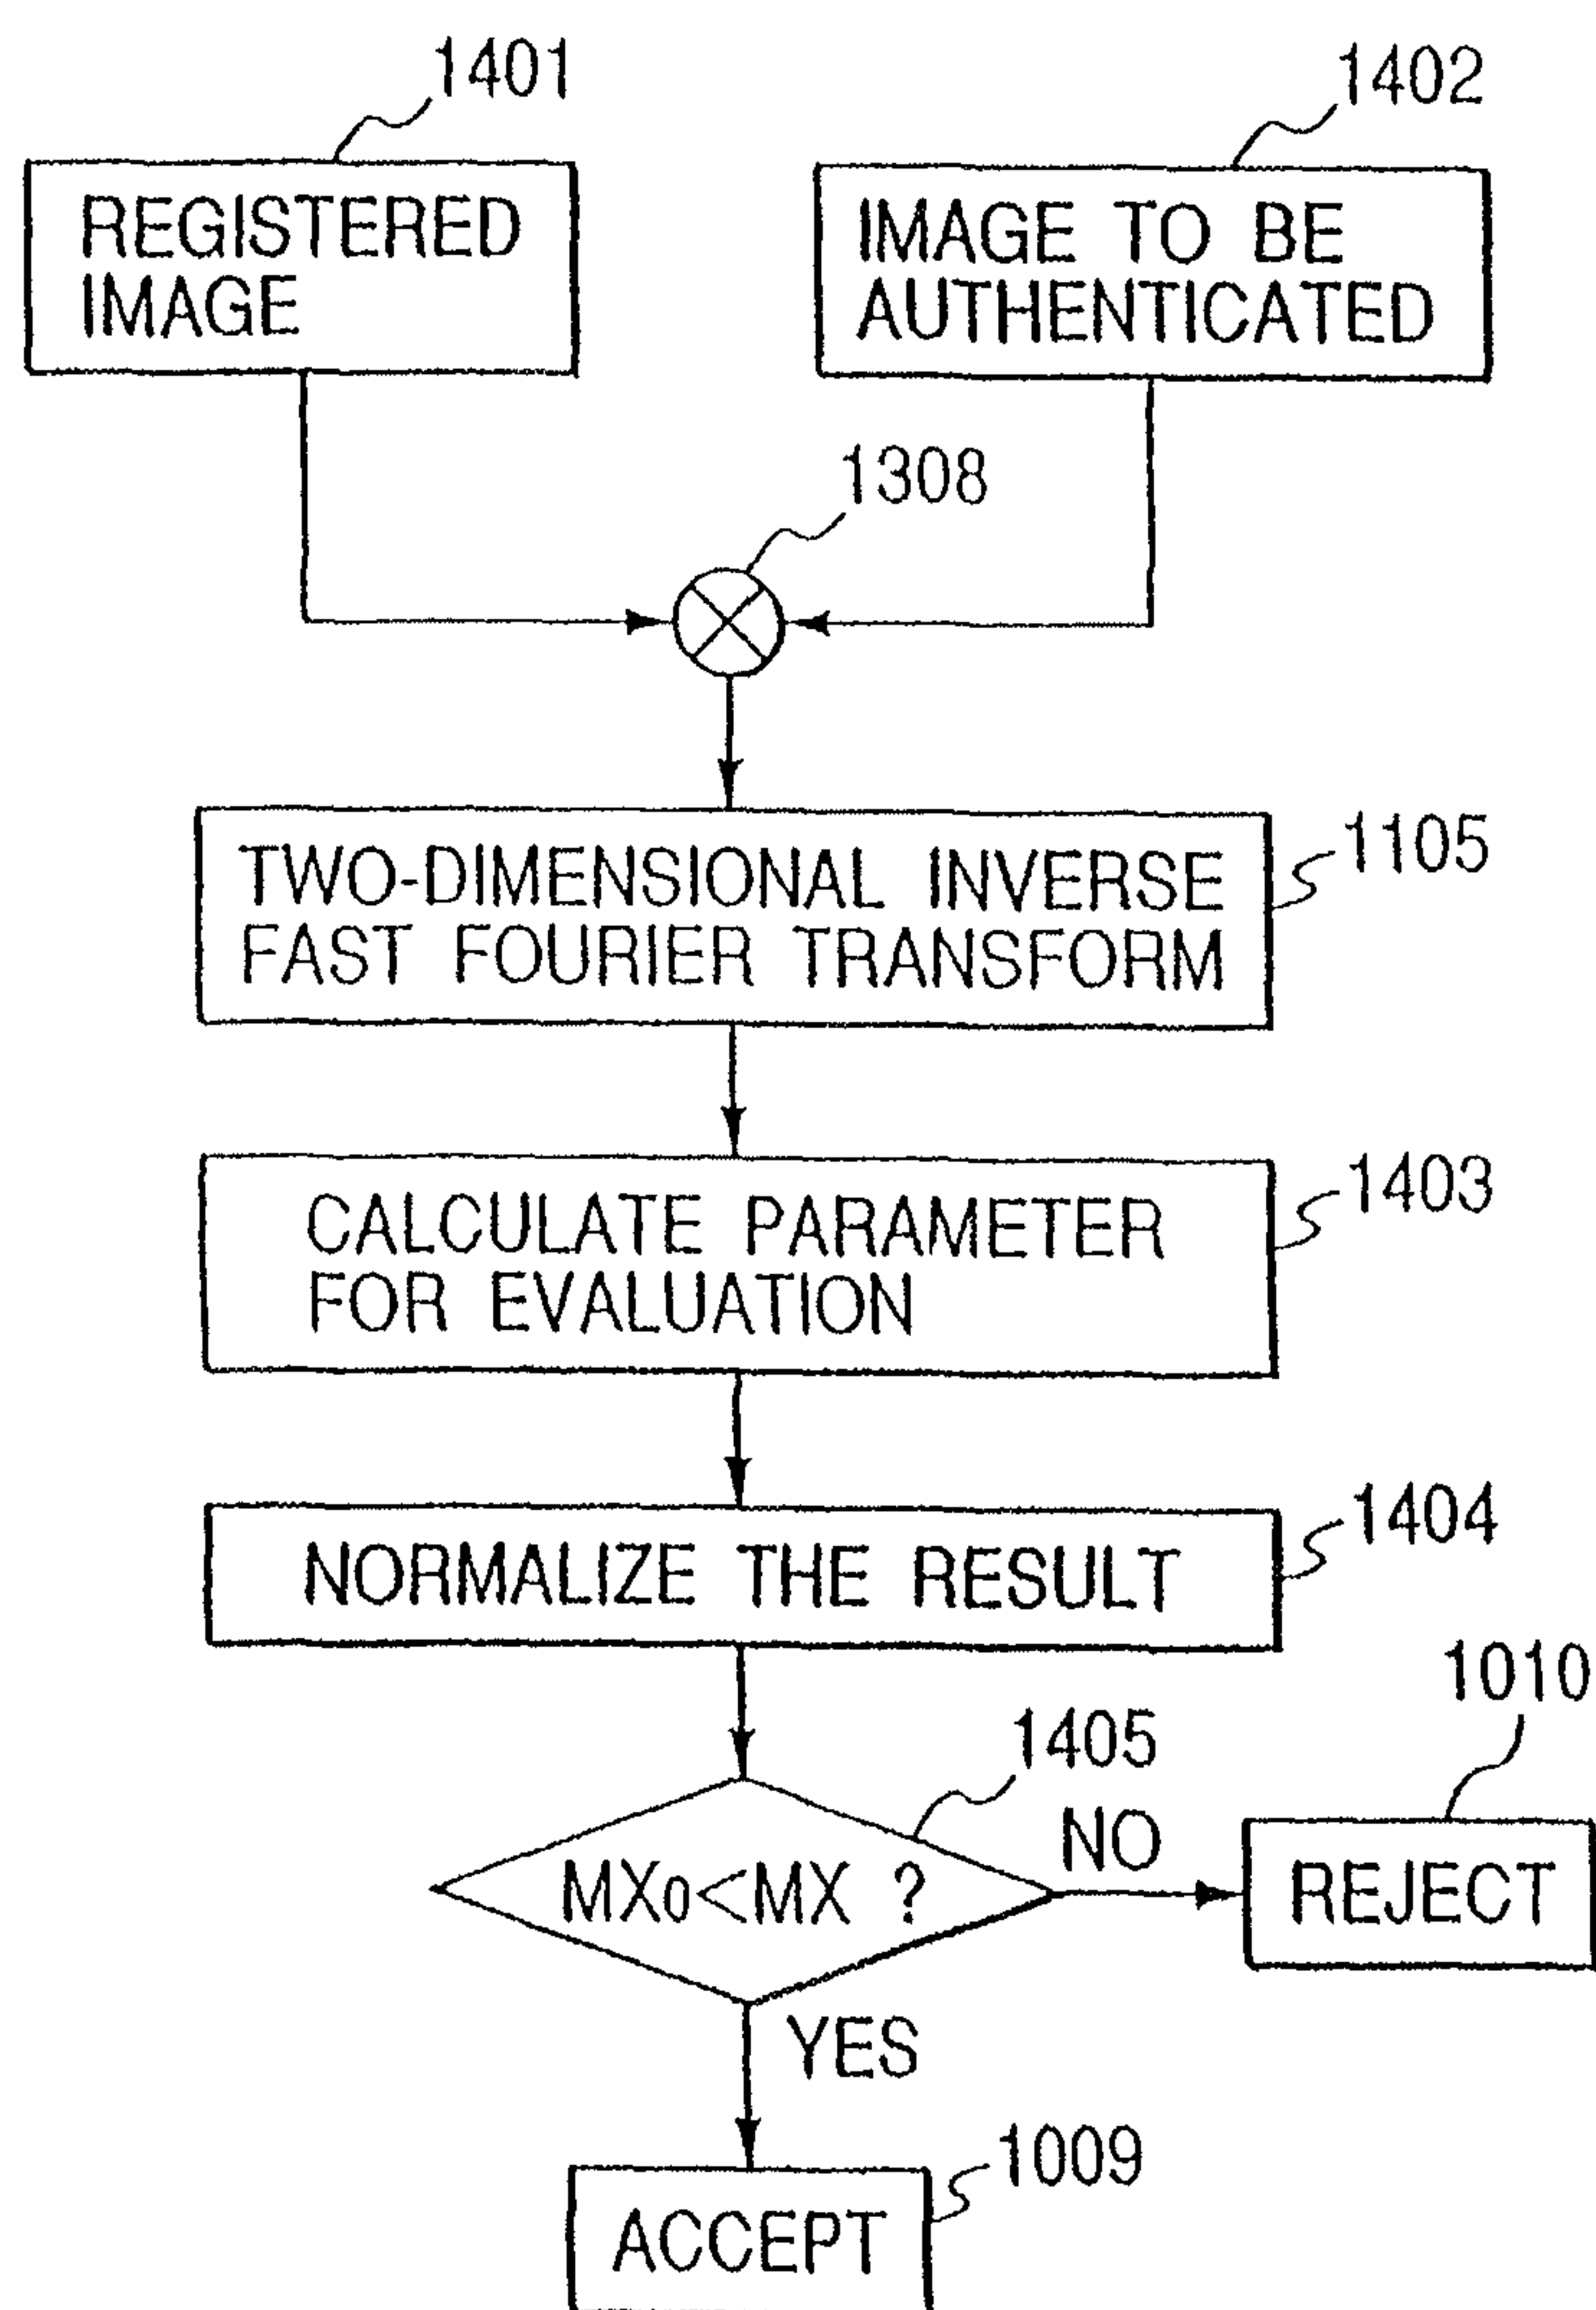 1401
1402
REGISTERED
IMAGE
IMAGE TO BE
AUTHENTICATED
1308
TWO-DIMENSIONAL INVERSE
FAST FOURIER TRANSFORM
1105
CALCULATE PARAMETER
FOR EVALUATION
1403
NORMALIZE THE RESULT
1404
1010
1405
NO
MX0<MX ?
REJECT
YES
1009
ACCEPT